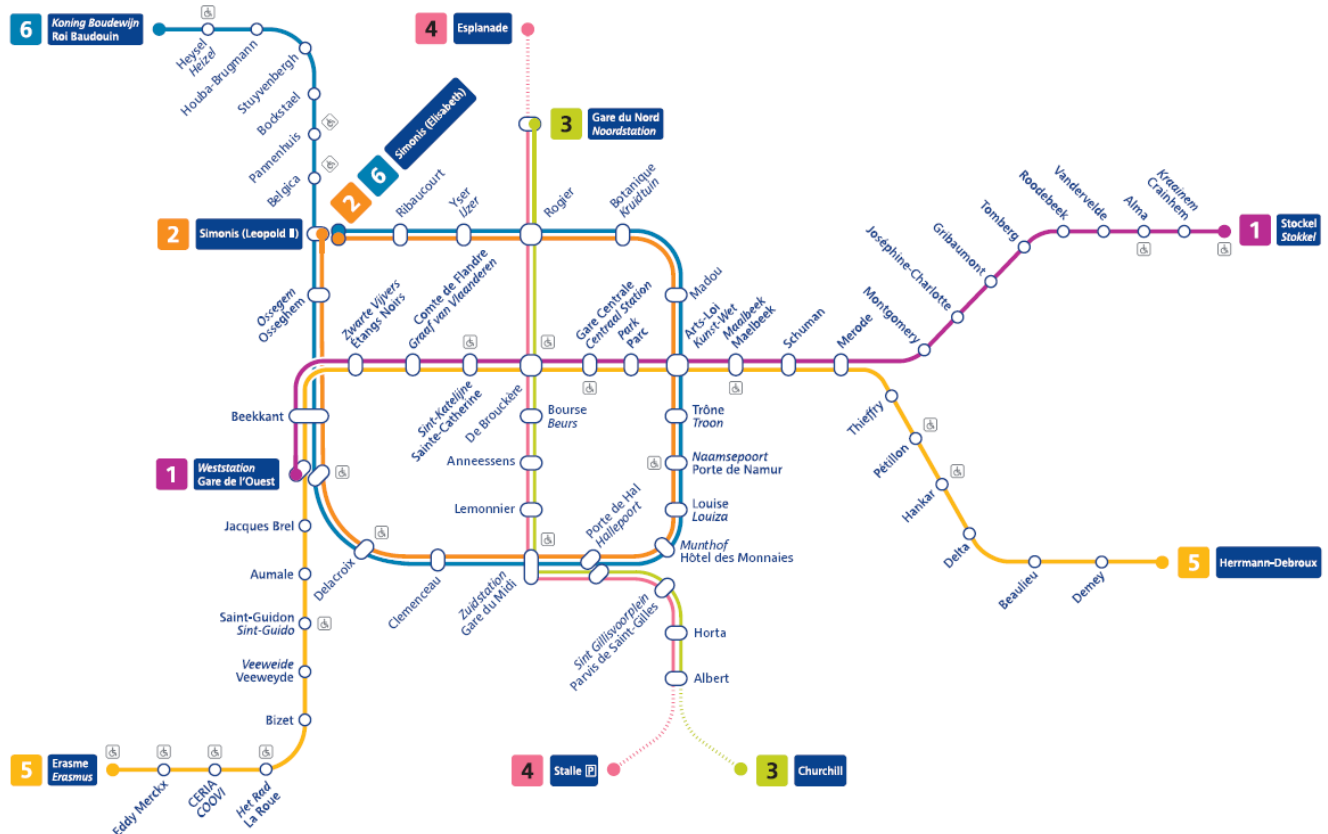 6
Koning Boudewijn
Roi Baudouin
Heysel
Heizel
Houba-Brugmann
Stuyvenbergh
Bockstael
Pannenhuis
Belgica
4
Esplanade
3
Gare du Nord
Noordstation
2
6
Simonis (Elisabeth)
2
Simonis (Leopold II)
Ribaucourt
Yser
IJzer
Rogier
Botanique
Kruidtuin
Madou
Ossegem
Osseghem
Zwarte Vijvers
Étangs Noirs
Comte de Flandre
Graaf van Vlaanderen
Sint-Katelijne
Sainte-Catherine
De Brouckère
Gare Centrale
Centraal Station
Park
Parc
Arts-Loi
Kunst-Wet
Maalbeek
Maelbeek
Schuman
Merode
Montgomery
Joséphine-Charlotte
Gribaumont
Tomberg
Roodebeek
Vandervelde
Alma
Kraainem
Crainhem
1
Stockel
Stokkel
Beekkant
1
Weststation
Gare de l'Ouest
Bourse
Beurs
Anneessens
Lemonnier
Trône
Troon
Naamsepoort
Porte de Namur
Louise
Louiza
Munthof
Hôtel des Monnaies
Porte de Hal
Hallepoort
Thieffry
Pétillon
Hankar
Delta
Beaulieu
Demey
5
Herrmann-Debroux
Jacques Brel
Aumale
Saint-Guidon
Sint-Guido
Veeweide
Veeweyde
Bizet
Delacroix
Clemenceau
Zuidstation
Gare du Midi
Sint Gillisvoorplein
Parvis de Saint-Gilles
Horta
Albert
5
Erasme
Erasmus
Eddy Merckx
CERIA
COOVI
Het Rad
La Roue
4
Stalle P
3
Churchill